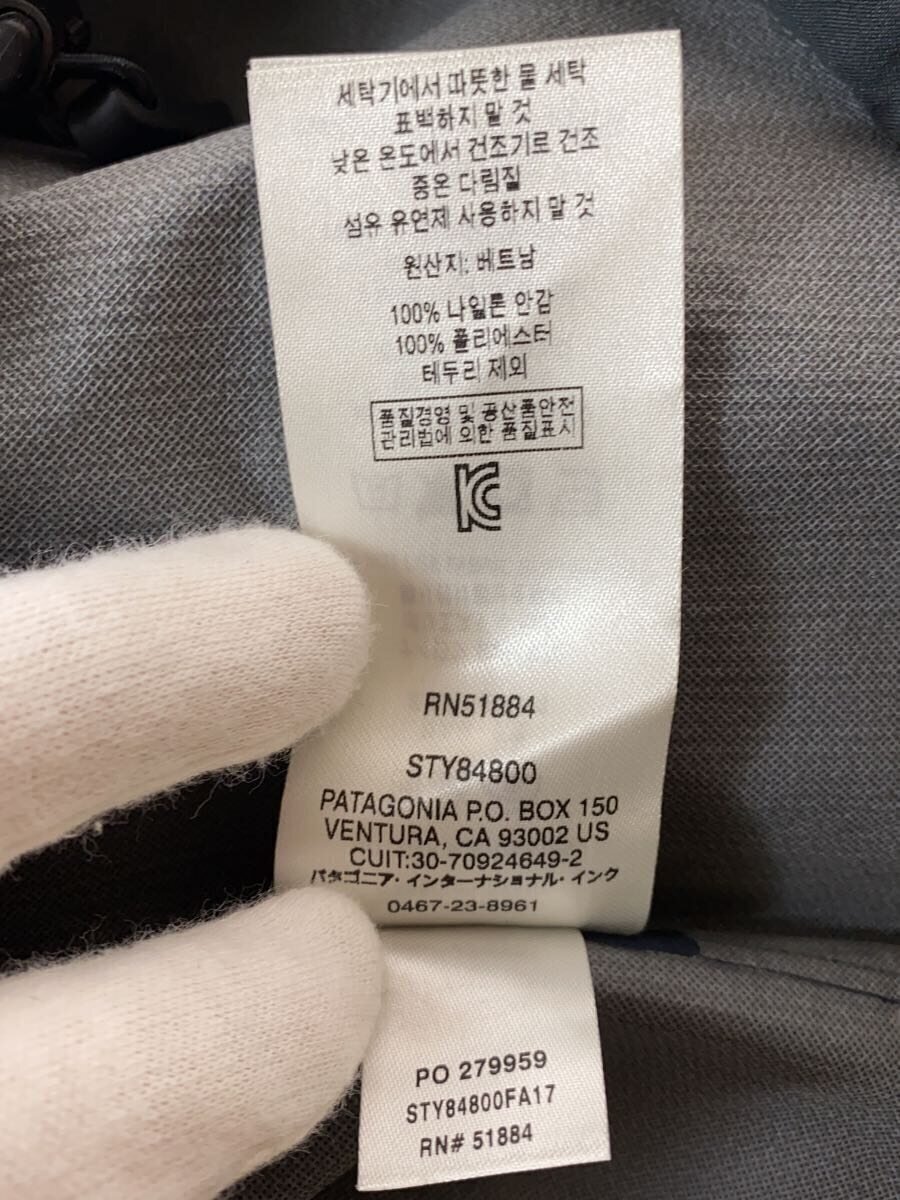 세탁기에서 따뜻한 물 세탁
표백하지 말 것
낮은 온도에서 건조기르 건조
중온 다림질
섬유 유연제 사용하지 말 것
원산지: 베트남
100% 나일론 안감
100% 폴리에스터
테두리 제외
품질경영 및 공산품안전
관리법에 의한 품질표시
RN51884
STY84800
PATAGONIA P.O. BOX 150
VENTURA, CA 93002 US
CUIT:30-70924649-2
パタゴニア・インターナショナル・インク
0467-23-8961
PO 279959
STY84800FA17
RN# 51884